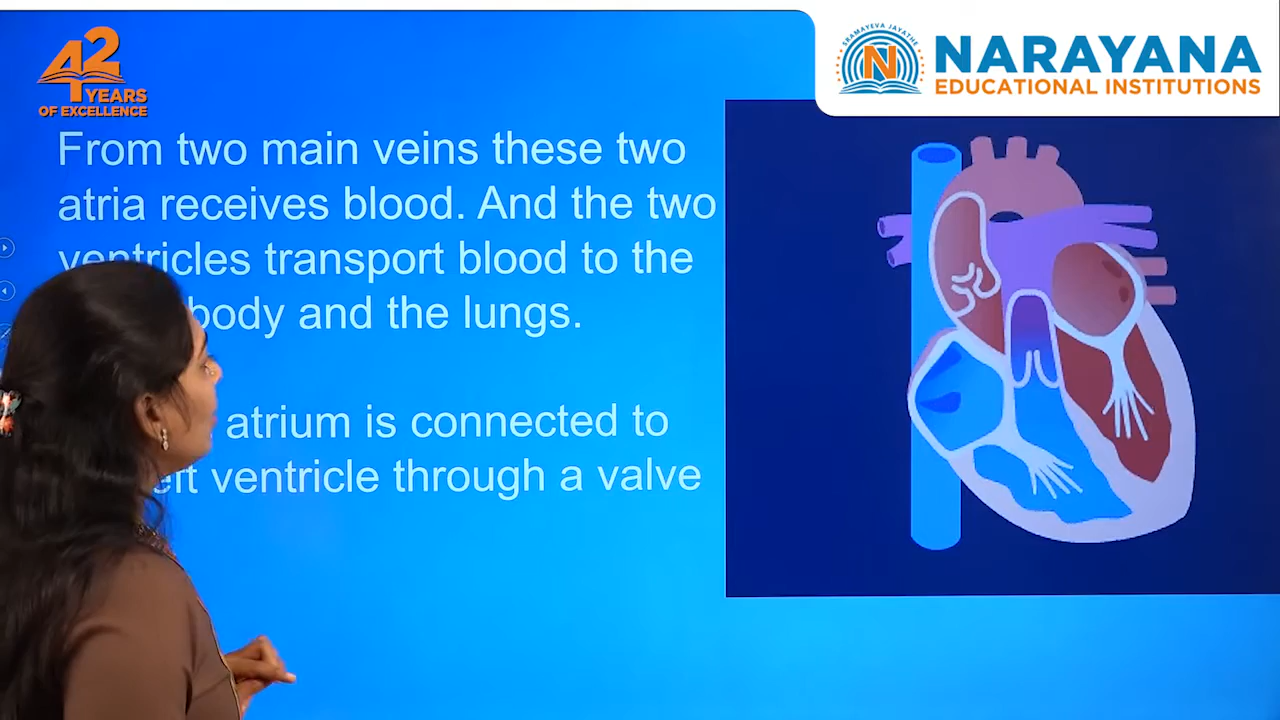 42
YEARS
OF EXCELLENCE
SRAMAYEVA JAYATHE
N
NARAYANA
EDUCATIONAL INSTITUTIONS
From two main veins these two
atria receives blood. And the two
ventricles transport blood to the
body and the lungs.
atrium is connected to
ventricle through a valve